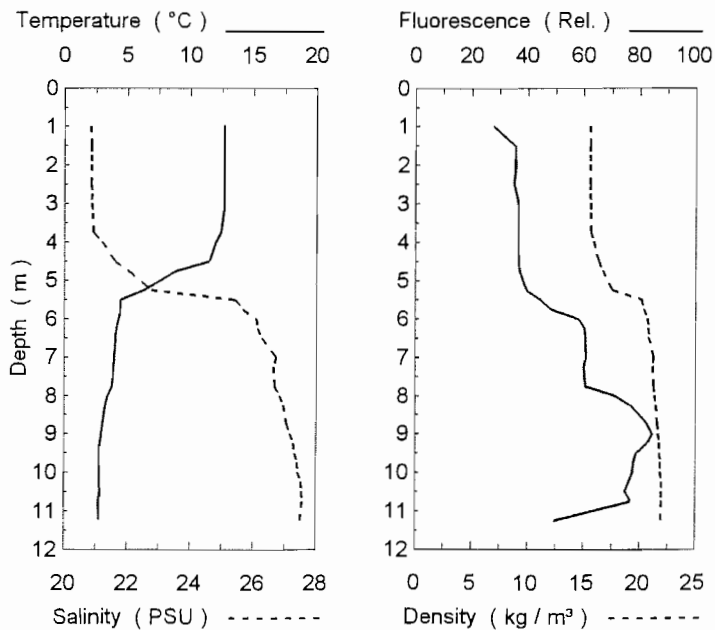 Temperature ( °C )
0 5 10 15 20
0
1
2
3
4
5
6
7
8
9
10
11
12
Depth ( m )
20 22 24 26 28
Salinity ( PSU )
Fluorescence ( Rel. )
0 20 40 60 80 100
0
1
2
3
4
5
6
7
8
9
10
11
12
0 5 10 15 20 25
Density ( kg / m³ )